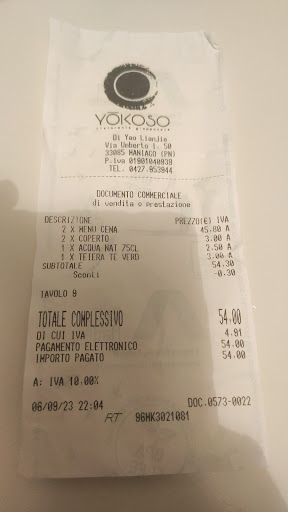 YŌKOSO
ristorante giapponese
Di Yao Lianjie
Via Umberto i. 50
33085 MANIAGO (PN)
P.iva 01901040939
TEL. 0427.853944
DOCUMENTO COMMERCIALE
di vendita o prestazione
DESCRIZIONE PREZZO(E) IVA
2 X MENU CENA 45.80 A
2 X COPERTO 3.00 A
1 X ACQUA NAT 75CL 2.50 A
1 X TEIERA TE VERD 3.00 A
SUBTOTALE 54.30
Sconti -0.30
TAVOLO 9
TOTALE COMPLESSIVO 54.00
DI CUI IVA 4.91
PAGAMENTO ELETTRONICO 54.00
IMPORTO PAGATO 54.00
A: IVA 10.00%
06/09/23 22:04 DOC.0573-0022
RT 96MK3021081